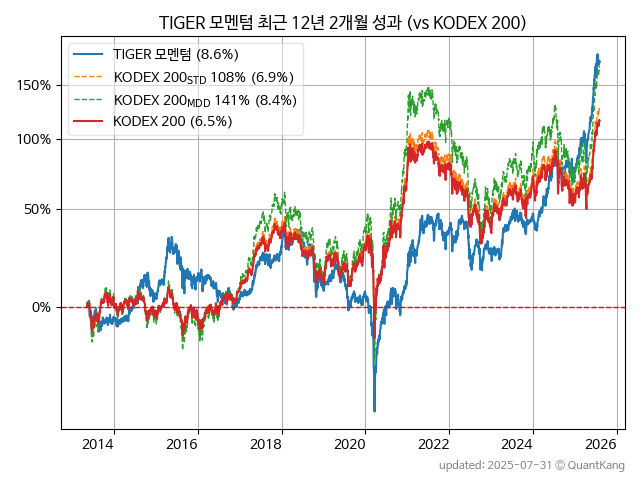 TIGER 모멘텀 최근 12년 2개월 성과 (vs KODEX 200)
TIGER 모멘텀 (8.6%)
KODEX 200STD 108% (6.9%)
KODEX 200MDD 141% (8.4%)
KODEX 200 (6.5%)
150%
100%
50%
0%
2014 2016 2018 2020 2022 2024 2026
updated: 2025-07-31 © QuantKang